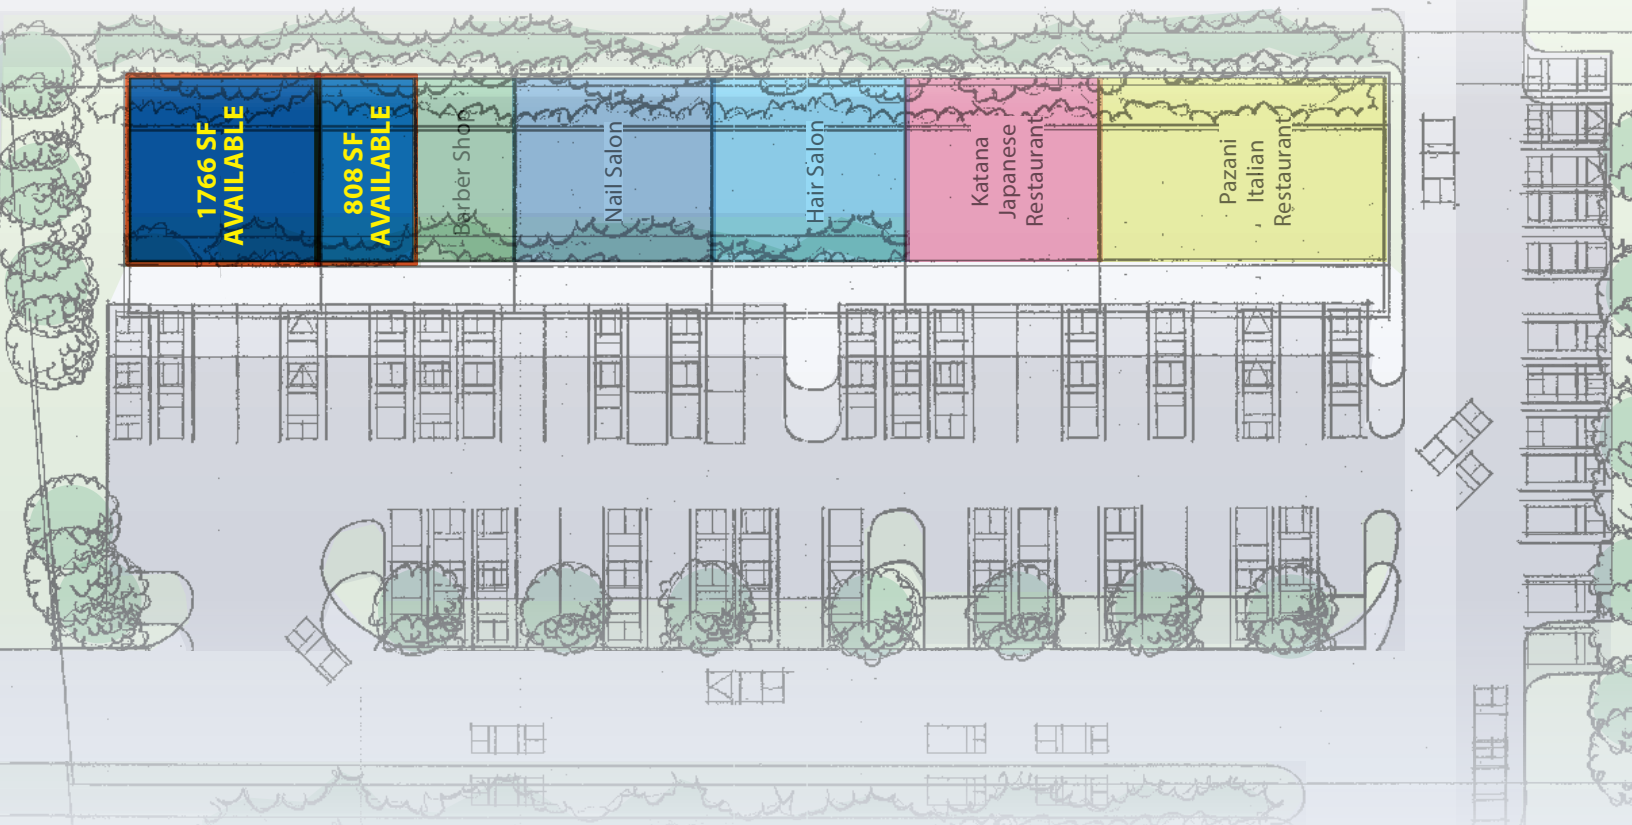 1766 SF
AVAILABLE
808 SF
AVAILABLE
Barber Shop
Nail Salon
Hair Salon
Katana
Japanese
Restaurant
Pazani
Italian
Restaurant